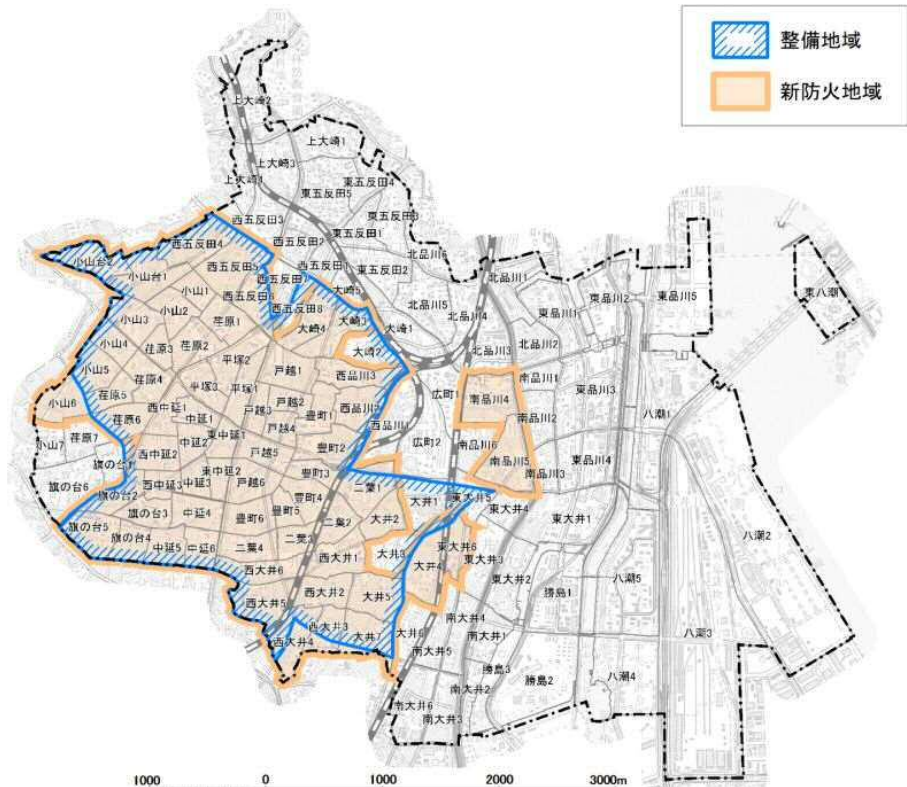 整備地域
新防火地域
上大崎2
上大崎1
上大崎3
上大崎1
東五反田4
東五反田5
東五反田3
西五反田3
東五反田1
西五反田2
西五反田4
北品川6
東五反田2
西五反田1
西五反田5
西五反田7
北品川1
小山台2
小山台1
大崎5
西五反田6
西五反田8
北品川5
東品川2
東品川5
東八潮
小山1
小山2
大崎3
大崎4
大崎1
北品川4
東品川1
小山3
荏原1
小山4
荏原2
荏原3
平塚2
大崎2
北品川3
北品川2
小山5
荏原4
戸越1
西品川3
南品川1
東品川3
平塚3
平塚1
小山6
荏原5
戸越2
広町1
南品川4
西中延1
戸越3
西品川2
南品川2
八潮1
荏原6
中延1
豊町1
戸越4
西品川1
小山7
荏原7
東中延1
中延2
広町2
南品川6
豊町2
西中延2
戸越5
南品川5
東品川4
旗の台1
東中延2
豊町3
南品川3
旗の台6
旗の台2
西中延3
中延3
戸越6
二葉1
豊町4
大井1
東大井5
旗の台3
中延4
豊町5
東大井4
旗の台5
豊町6
二葉2
大井2
東大井1
旗の台4
二葉3
八潮2
中延5
中延6
二葉4
東大井6
西大井1
大井3
東大井3
大井4
西大井6
東大井2
八潮5
西大井2
大井5
勝島1
西大井5
南大井4
西大井3
大井7
大井6
南大井1
八潮3
西大井4
南大井5
勝島3
勝島2
八潮4
南大井2
南大井6
南大井3
1000 0 1000 2000 3000m